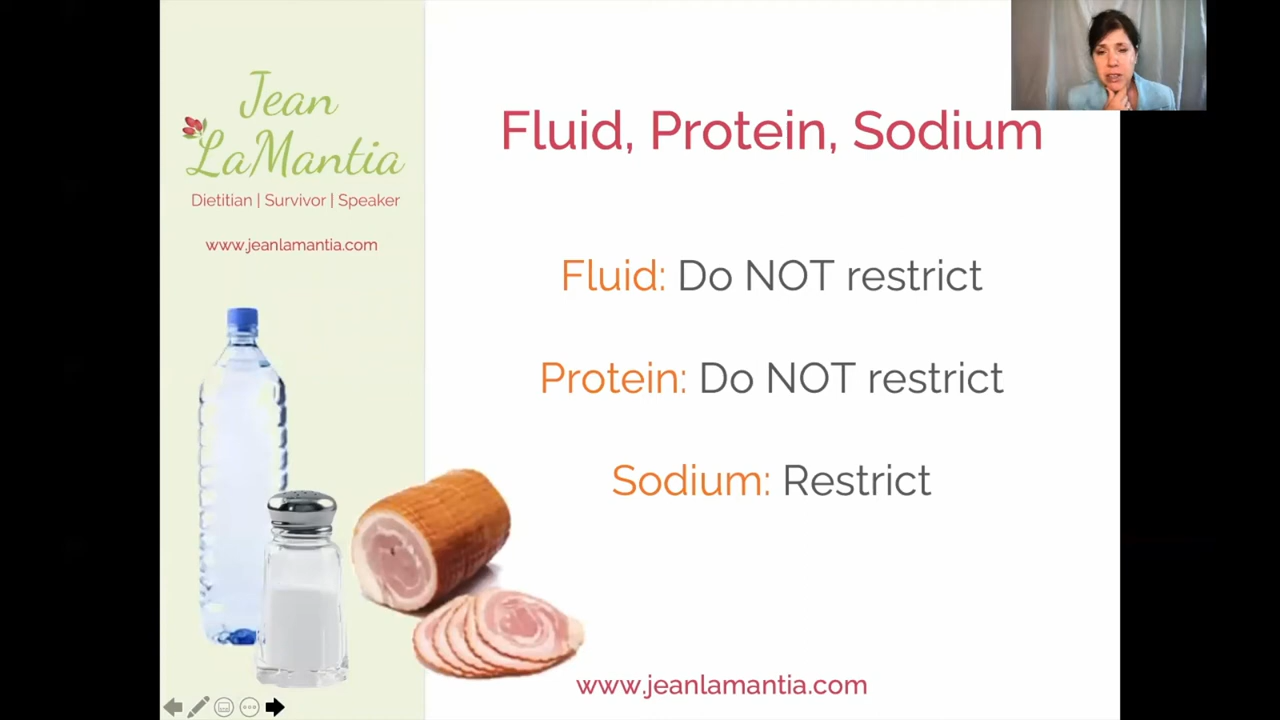 Jean
LaMantia
Dietitian | Survivor | Speaker
www.jeanlamantia.com
Fluid, Protein, Sodium
Fluid: Do NOT restrict
Protein: Do NOT restrict
Sodium: Restrict
www.jeanlamantia.com